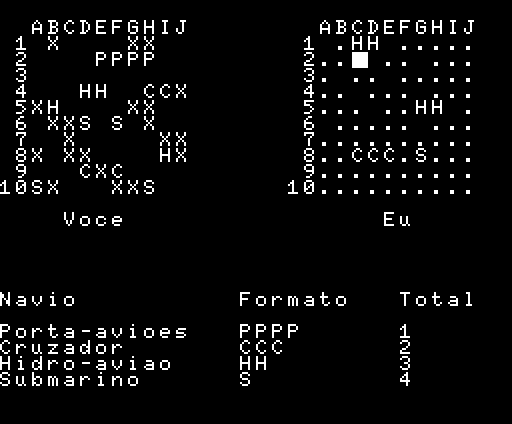 ABCDEFGHIJ ABCDEFGHIJ
1 X XX 1 . .HH . . . . .
2 PPPP 2 . . . . . . .
3 3 . . . . . . . .
4 HH CCX 4 . . . . . . . .
5XH XX 5 . . . . HH . .
6 XXS S X 6 . . . . . . . . .
7 X XX 7 . . . . . . . . .
8X XX HX 8 . . CCC . S . . .
9 CXC 9 . . . . . . . . . .
10SX XXS 10 . . . . . . . . . .
Voce Eu
Navio Formato Total
Porta-avioes PPPP 1
Cruzador CCC 2
Hidro-aviao HH 3
Submarino S 4